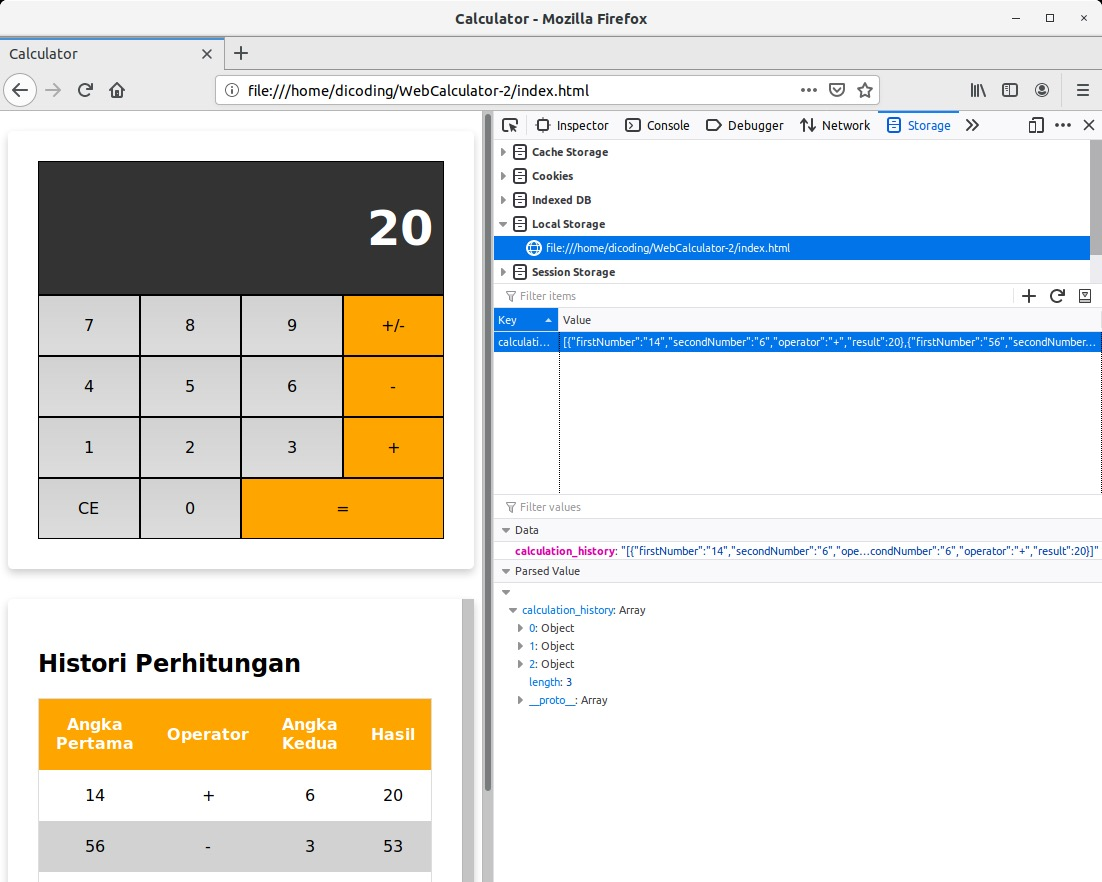 Calculator - Mozilla Firefox
Calculator
file:///home/dicoding/WebCalculator-2/index.html
20
7 8 9 +/-
4 5 6 -
1 2 3 +
CE 0 =
Histori Perhitungan
Angka Pertama Operator Angka Kedua Hasil
14 + 6 20
56 - 3 53
Inspector Console Debugger Network Storage
Cache Storage
Cookies
Indexed DB
Local Storage
file:///home/dicoding/WebCalculator-2/index.html
Session Storage
Filter items
Key Value
calculati... [{"firstNumber":"14","secondNumber":"6","operator":"+","result":20},{"firstNumber":"56","secondNumber...
Filter values
Data
calculation_history: "[{"firstNumber":"14","secondNumber":"6","ope...condNumber":"6","operator":"+","result":20}]"
Parsed Value
calculation_history: Array
0: Object
1: Object
2: Object
length: 3
__proto__: Array